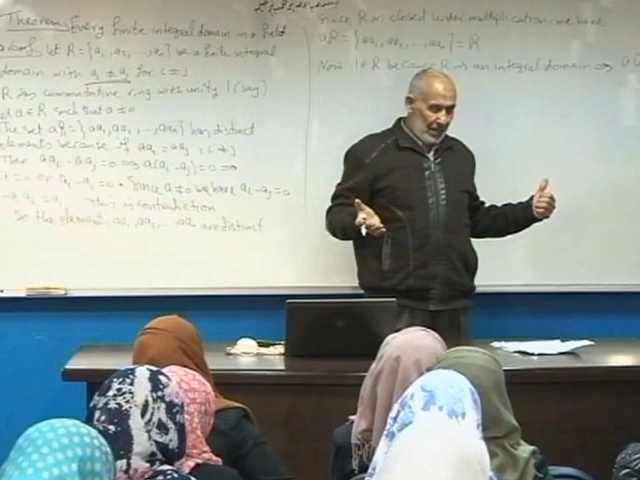 Theorem, Every finite integral domain is a field
Proof, let R = {a₁, a₂, ..., aₙ} be a finite integral
domain with aᵢ ≠ aⱼ for i ≠ j
R is commutative ring with unity 1 (say)
let a ∈ R such that a ≠ 0
The set aR = {aa₁, aa₂, ..., aaₙ} has distinct
elements because if aaᵢ = aaⱼ, i ≠ j
Then aaᵢ - aaⱼ = 0 ⇒ a(aᵢ - aⱼ) = 0 ⇒
a = 0 or aᵢ - aⱼ = 0. Since a ≠ 0 we have aᵢ - aⱼ = 0
⇒ aᵢ = aⱼ. This is contradiction
So the elements aa₁, aa₂, ..., aaₙ are distinct
Since R is closed under multiplication, we have
aR = {aa₁, aa₂, ..., aaₙ} = R
Now 1 ∈ R because R is an integral domain ⇒